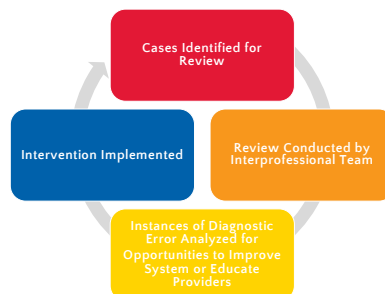 Cases Identified for
Review
Review Conducted by
Interprofessional Team
Instances of Diagnostic
Error Analyzed for
Opportunities to Improve
System or Educate
Providers
Intervention Implemented